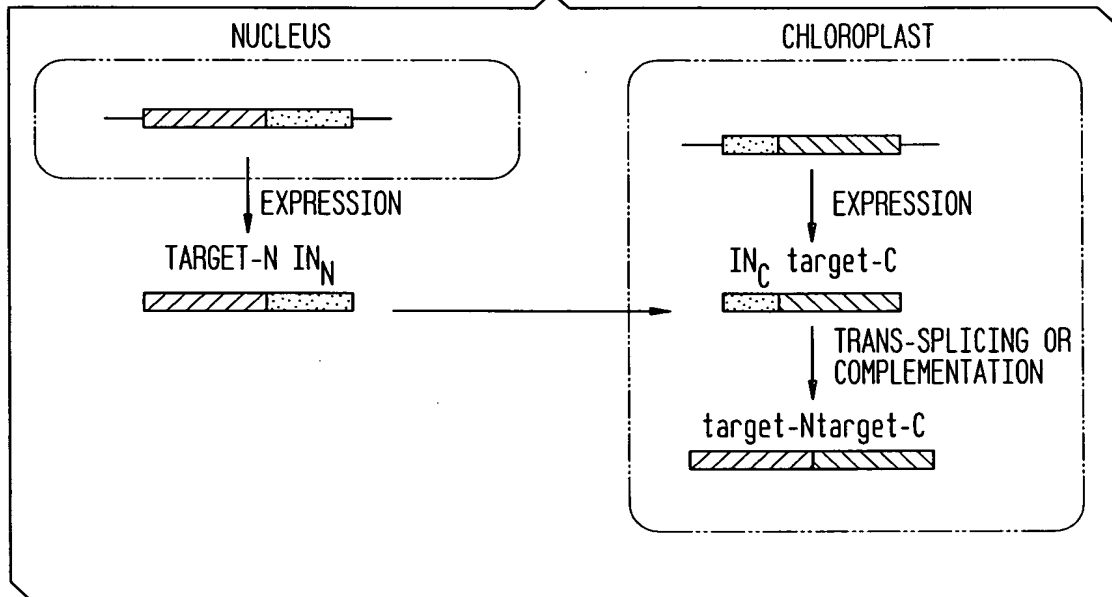 NUCLEUS
EXPRESSION
TARGET-N IN_N
CHLOROPLAST
EXPRESSION
IN_C target-C
TRANS-SPLICING OR
COMPLEMENTATION
target-Ntarget-C